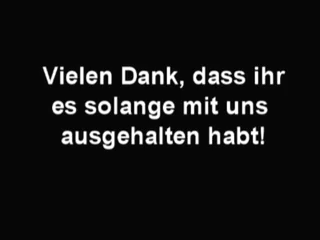 Vielen Dank, dass ihr
es solange mit uns
ausgehalten habt!